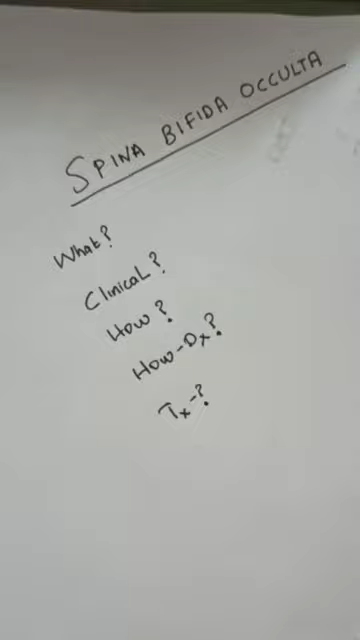 SPINA BIFIDA OCCULTA
What?
Clinical?
How?
How-Dx?
Tx-?